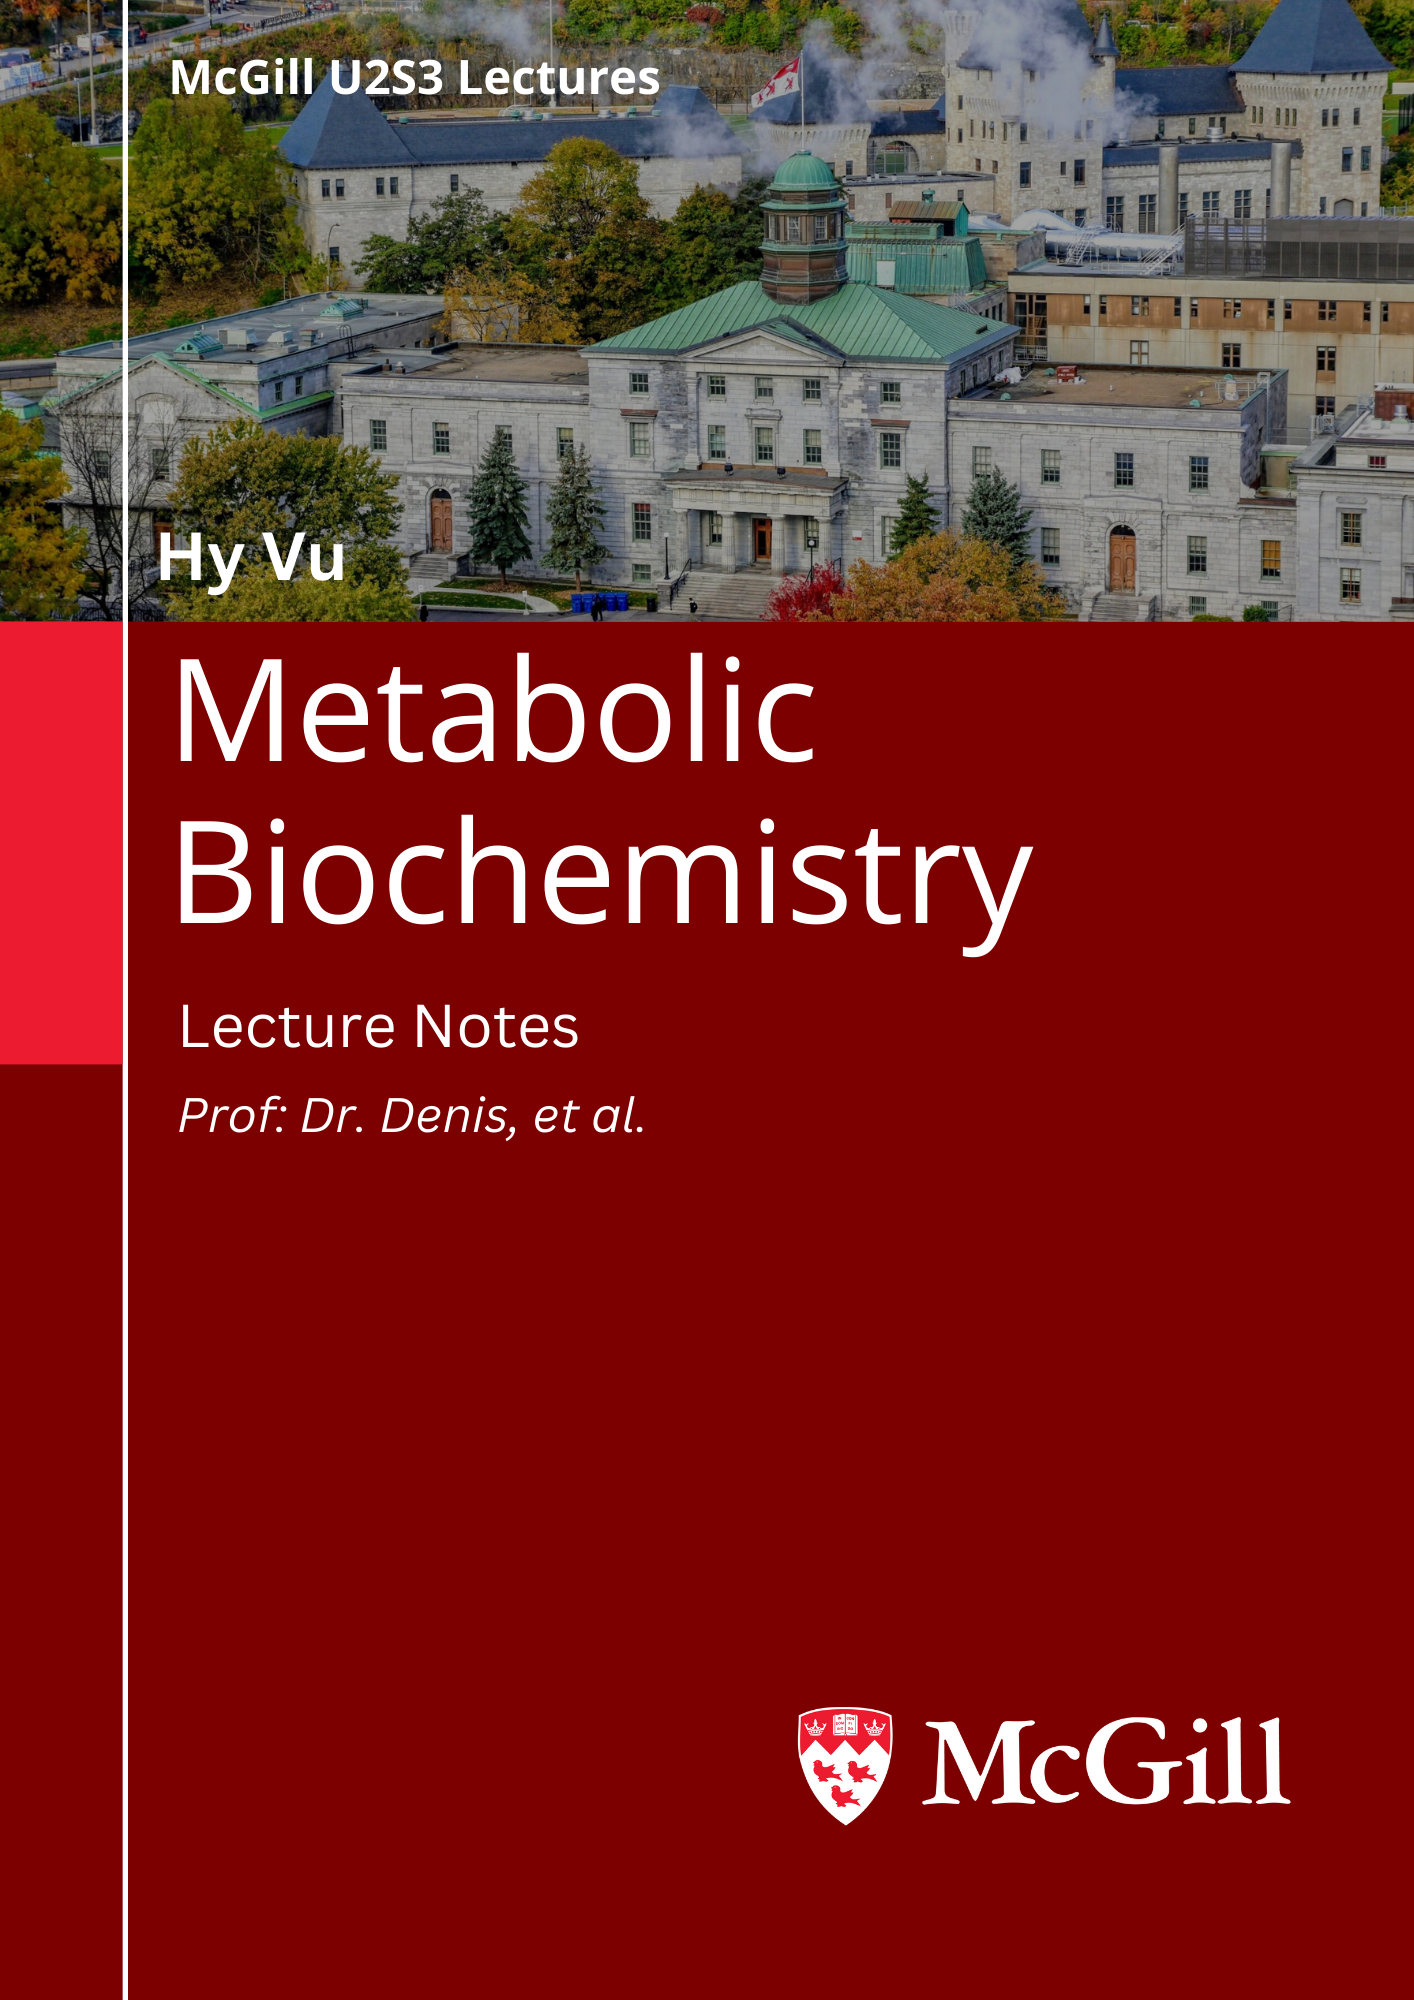 McGill U2S3 Lectures
Hy Vu
Metabolic
Biochemistry
Lecture Notes
Prof: Dr. Denis, et al.
McGill